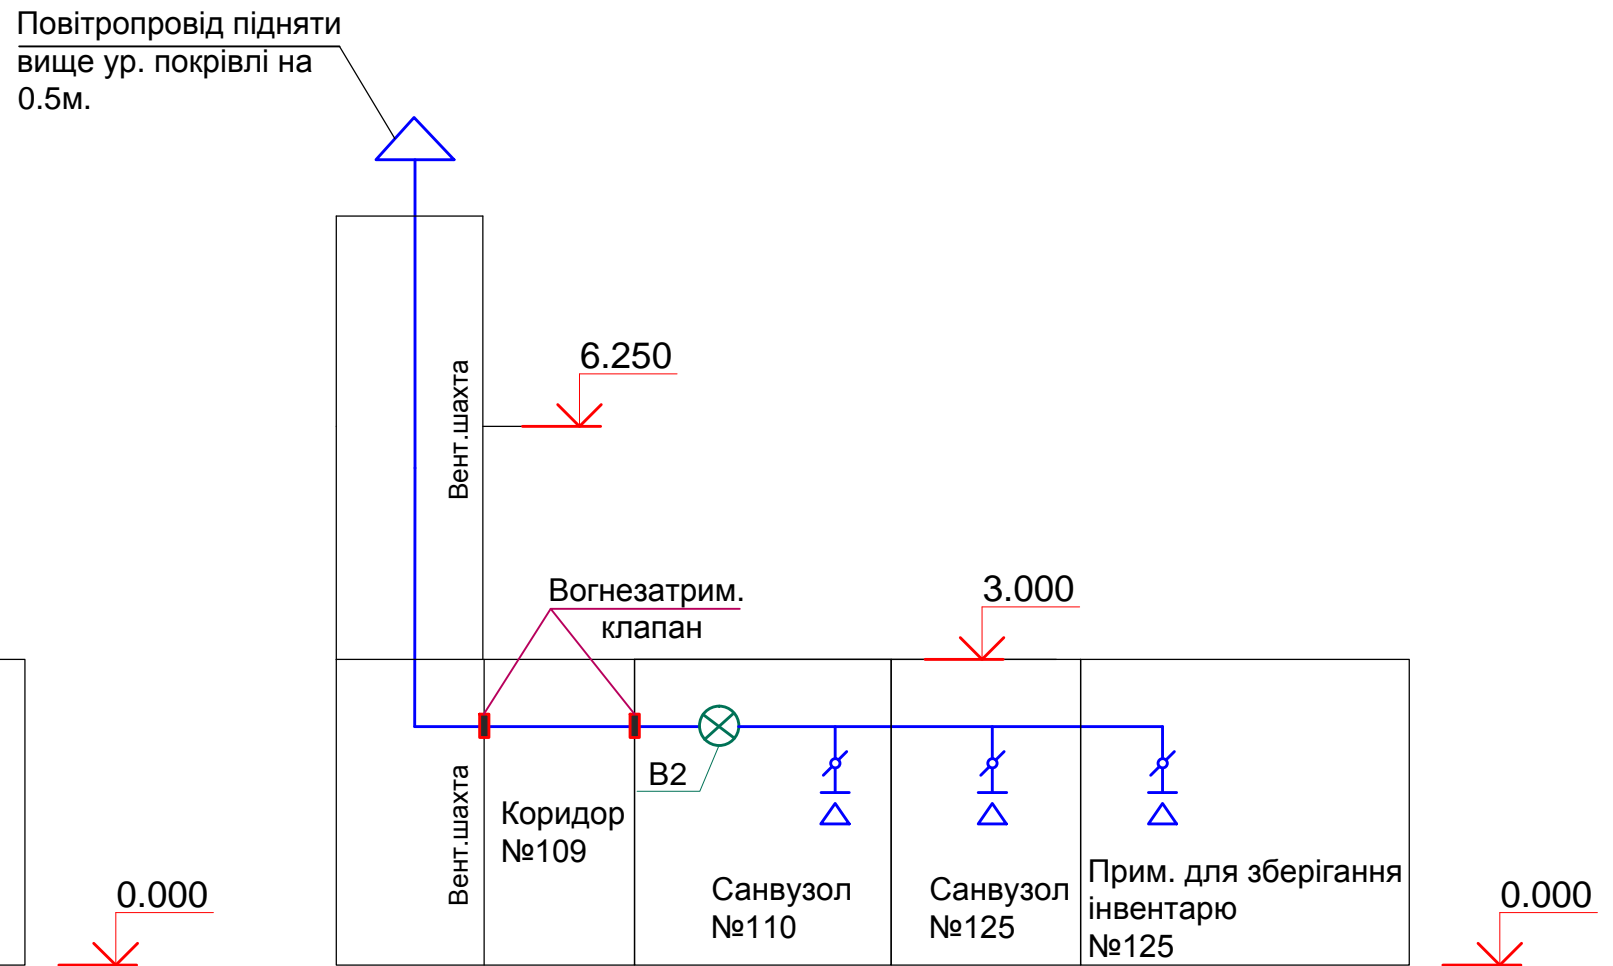 Повітропровід підняти
вище ур. покрівлі на
0.5м.
6.250
Вент.шахта
Вогнезатрим.
клапан
3.000
В2
Вент.шахта
Коридор
№109
Санвузол
№110
Санвузол
№125
Прим. для зберігання
інвентарю
№125
0.000
0.000